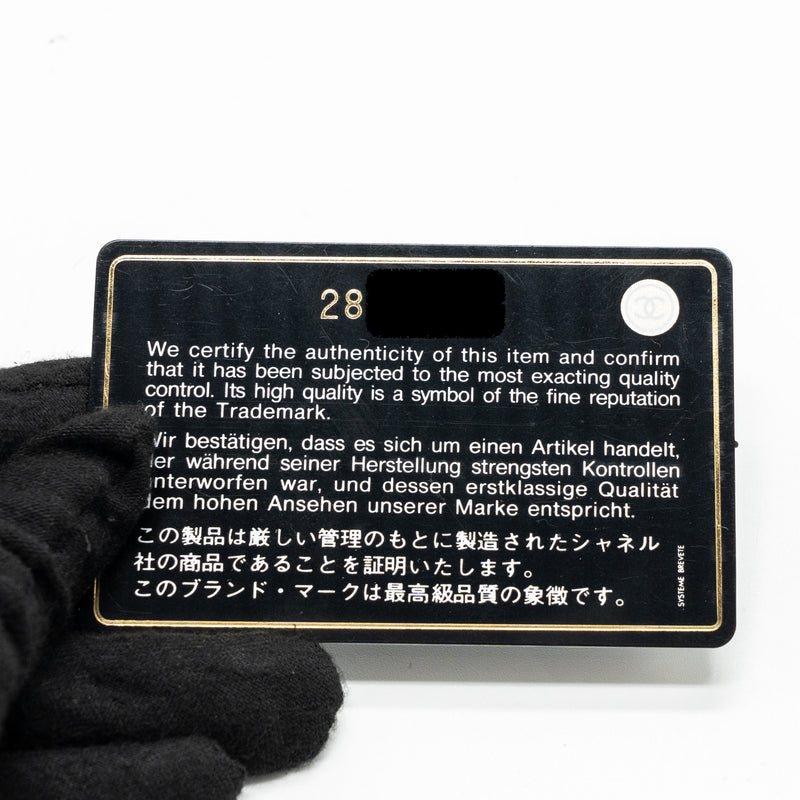 28
We certify the authenticity of this item and confirm
that it has been subjected to the most exacting quality
control. Its high quality is a symbol of the fine reputation
of the Trademark.
Wir bestätigen, dass es sich um einen Artikel handelt,
der während seiner Herstellung strengsten Kontrollen
unterworfen war, und dessen erstklassige Qualität
dem hohen Ansehen unserer Marke entspricht.
この製品は厳しい管理のもとに製造されたシャネル
社の商品であることを証明いたします。
このブランド・マークは最高級品質の象徴です。
SYSTEME BREVETE